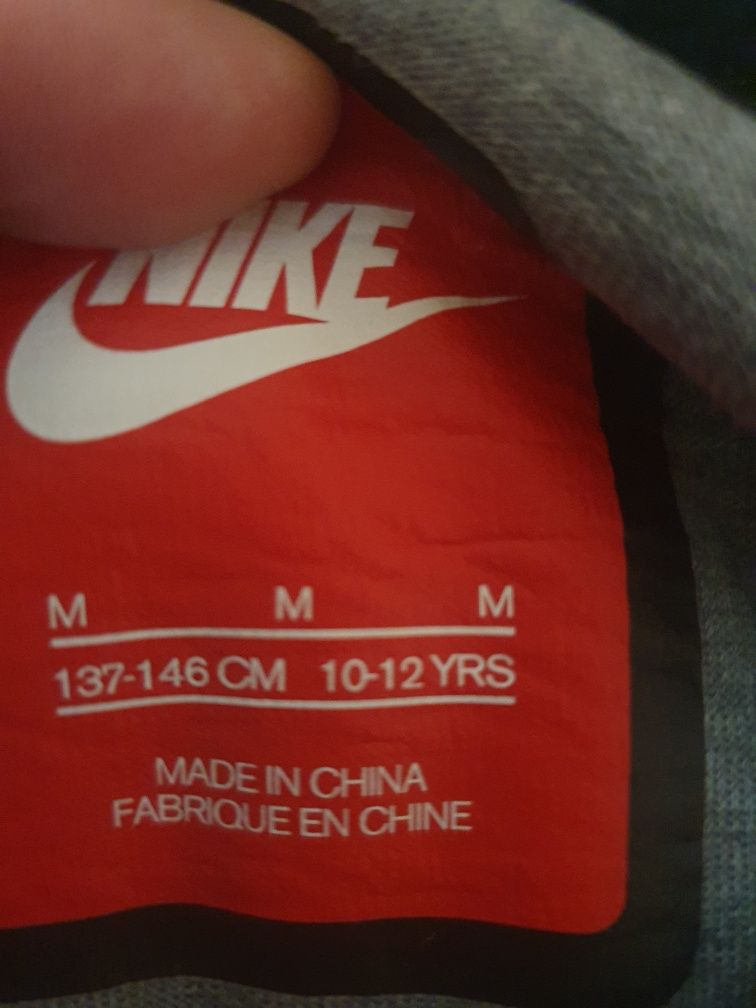 NIKE
M M M
137-146 CM 10-12 YRS
MADE IN CHINA
FABRIQUE EN CHINE